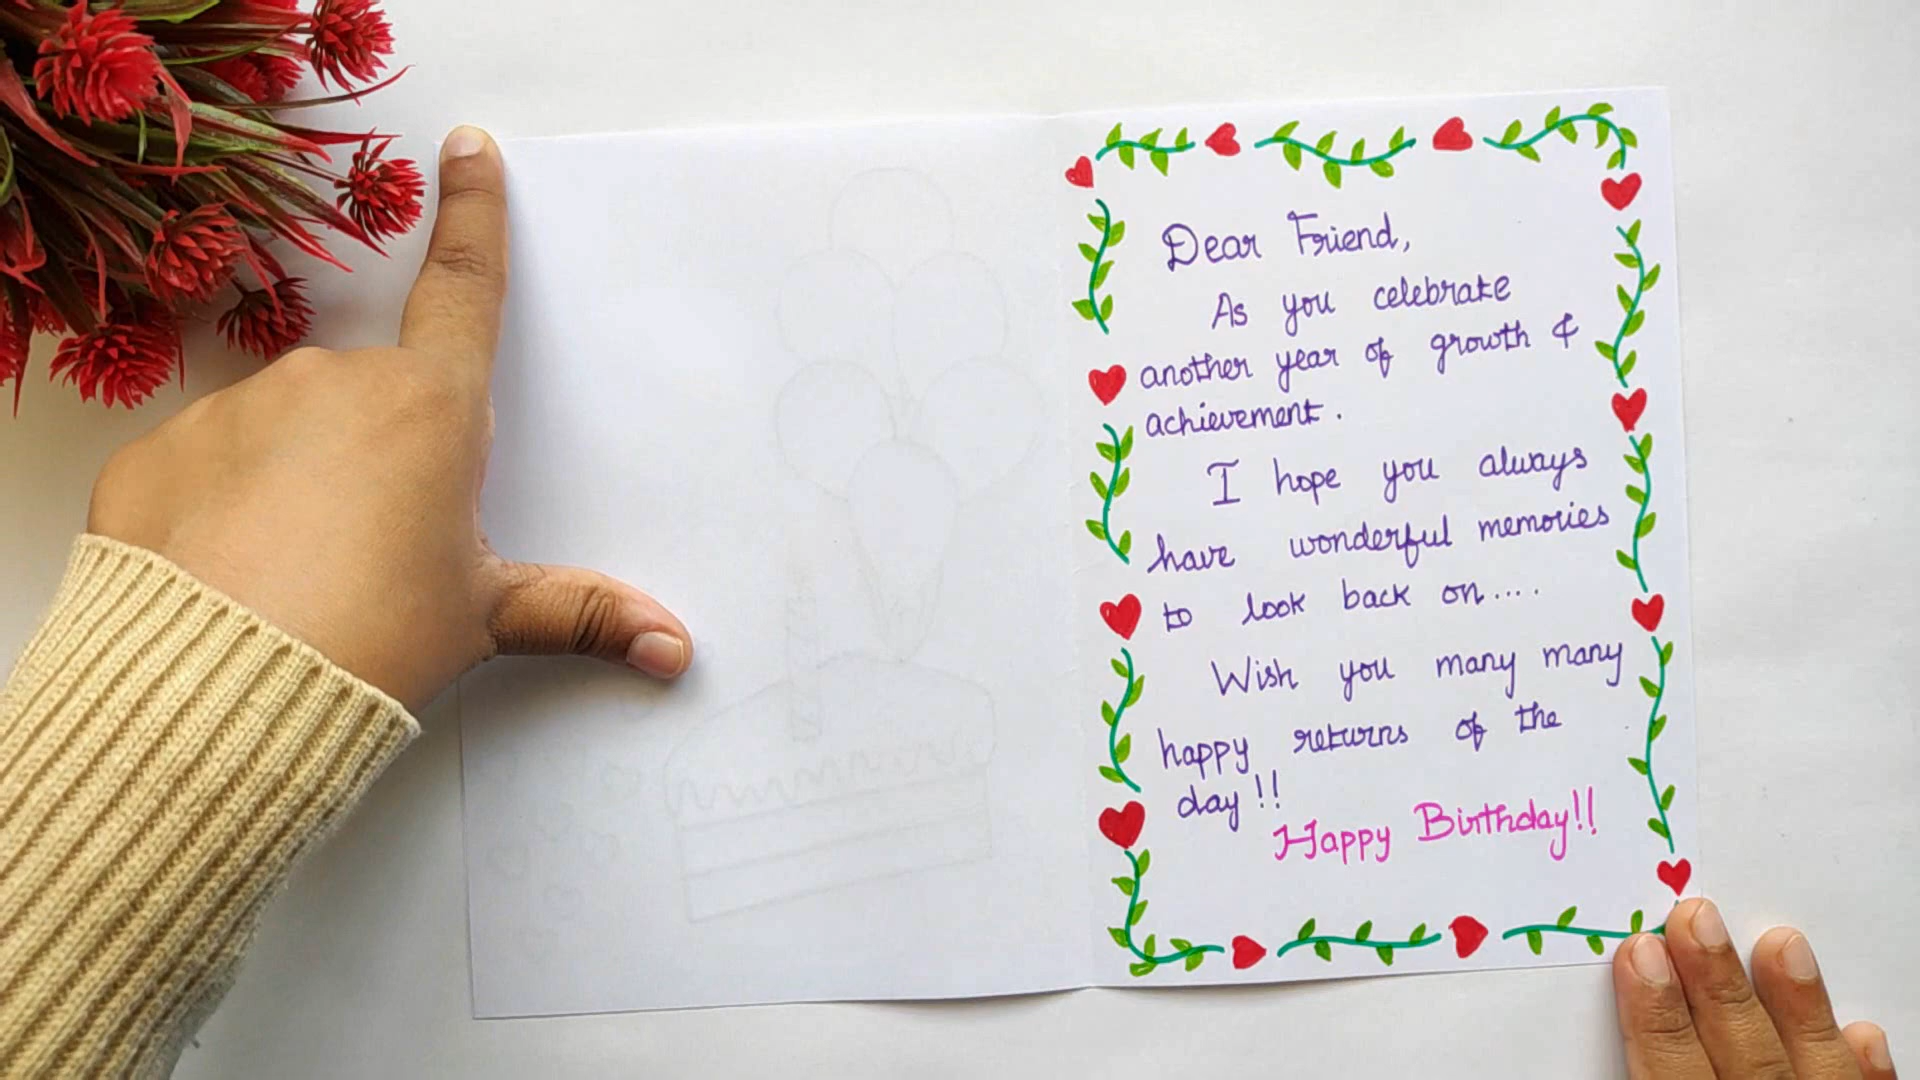 Dear Friend,
As you celebrate
another year of growth &
achievement.
I hope you always
have wonderful memories
to look back on....
Wish you many many
happy returns of the
day!!
Happy Birthday!!